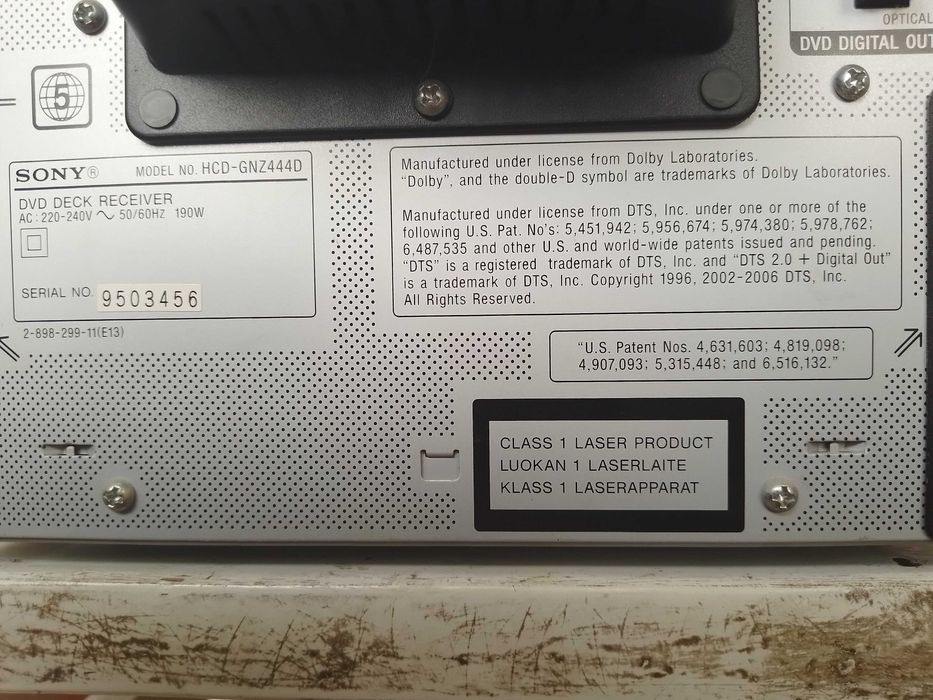 OPTICAL
DVD DIGITAL OUT
5
SONY® MODEL NO. HCD-GNZ444D
DVD DECK RECEIVER
AC: 220-240V ~ 50/60HZ 190W
SERIAL NO. 9503456
2-898-299-11(E13)
Manufactured under license from Dolby Laboratories.
“Dolby”, and the double-D symbol are trademarks of Dolby Laboratories.
Manufactured under license from DTS, Inc. under one or more of the
following U.S. Pat. No's: 5,451,942; 5,956,674; 5,974,380; 5,978,762;
6,487,535 and other U.S. and world-wide patents issued and pending.
“DTS” is a registered trademark of DTS, Inc. and “DTS 2.0 + Digital Out”
is a trademark of DTS, Inc. Copyright 1996, 2002-2006 DTS, Inc.
All Rights Reserved.
“U.S. Patent Nos. 4,631,603; 4,819,098;
4,907,093; 5,315,448; and 6,516,132.”
CLASS 1 LASER PRODUCT
LUOKAN 1 LASERLAITE
KLASS 1 LASERAPPARAT